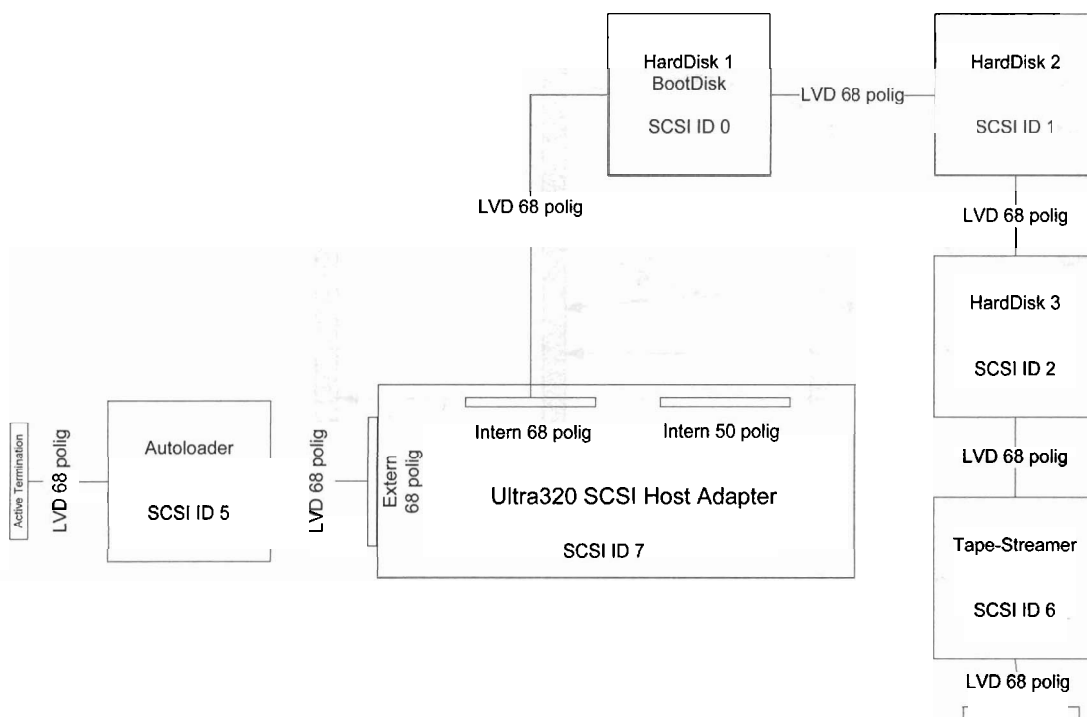 HardDisk 1
BootDisk
SCSI ID 0
LVD 68 polig
HardDisk 2
SCSI ID 1
LVD 68 polig
LVD 68 polig
HardDisk 3
SCSI ID 2
LVD 68 polig
Tape-Streamer
SCSI ID 6
LVD 68 polig
Intern 68 polig
Intern 50 polig
Ultra320 SCSI Host Adapter
SCSI ID 7
Extern
68 polig
LVD 68 polig
Autoloader
SCSI ID 5
LVD 68 polig
Active Termination